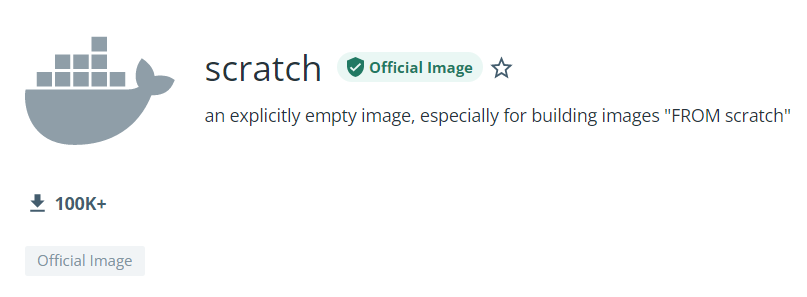 scratch Official Image
an explicitly empty image, especially for building images "FROM scratch"
100K+
Official Image